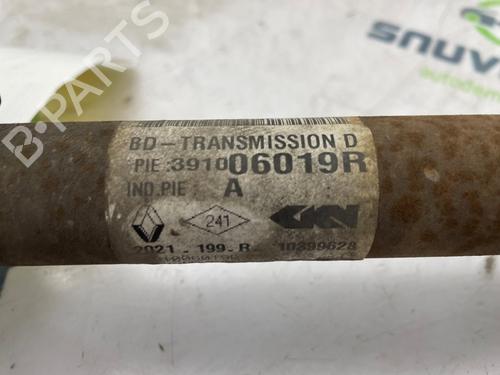 BD-TRANSMISSION D
PIE :391006019R
IND.PIE A
241 GKN
2021 - 199-R 10399628
B-PARTS